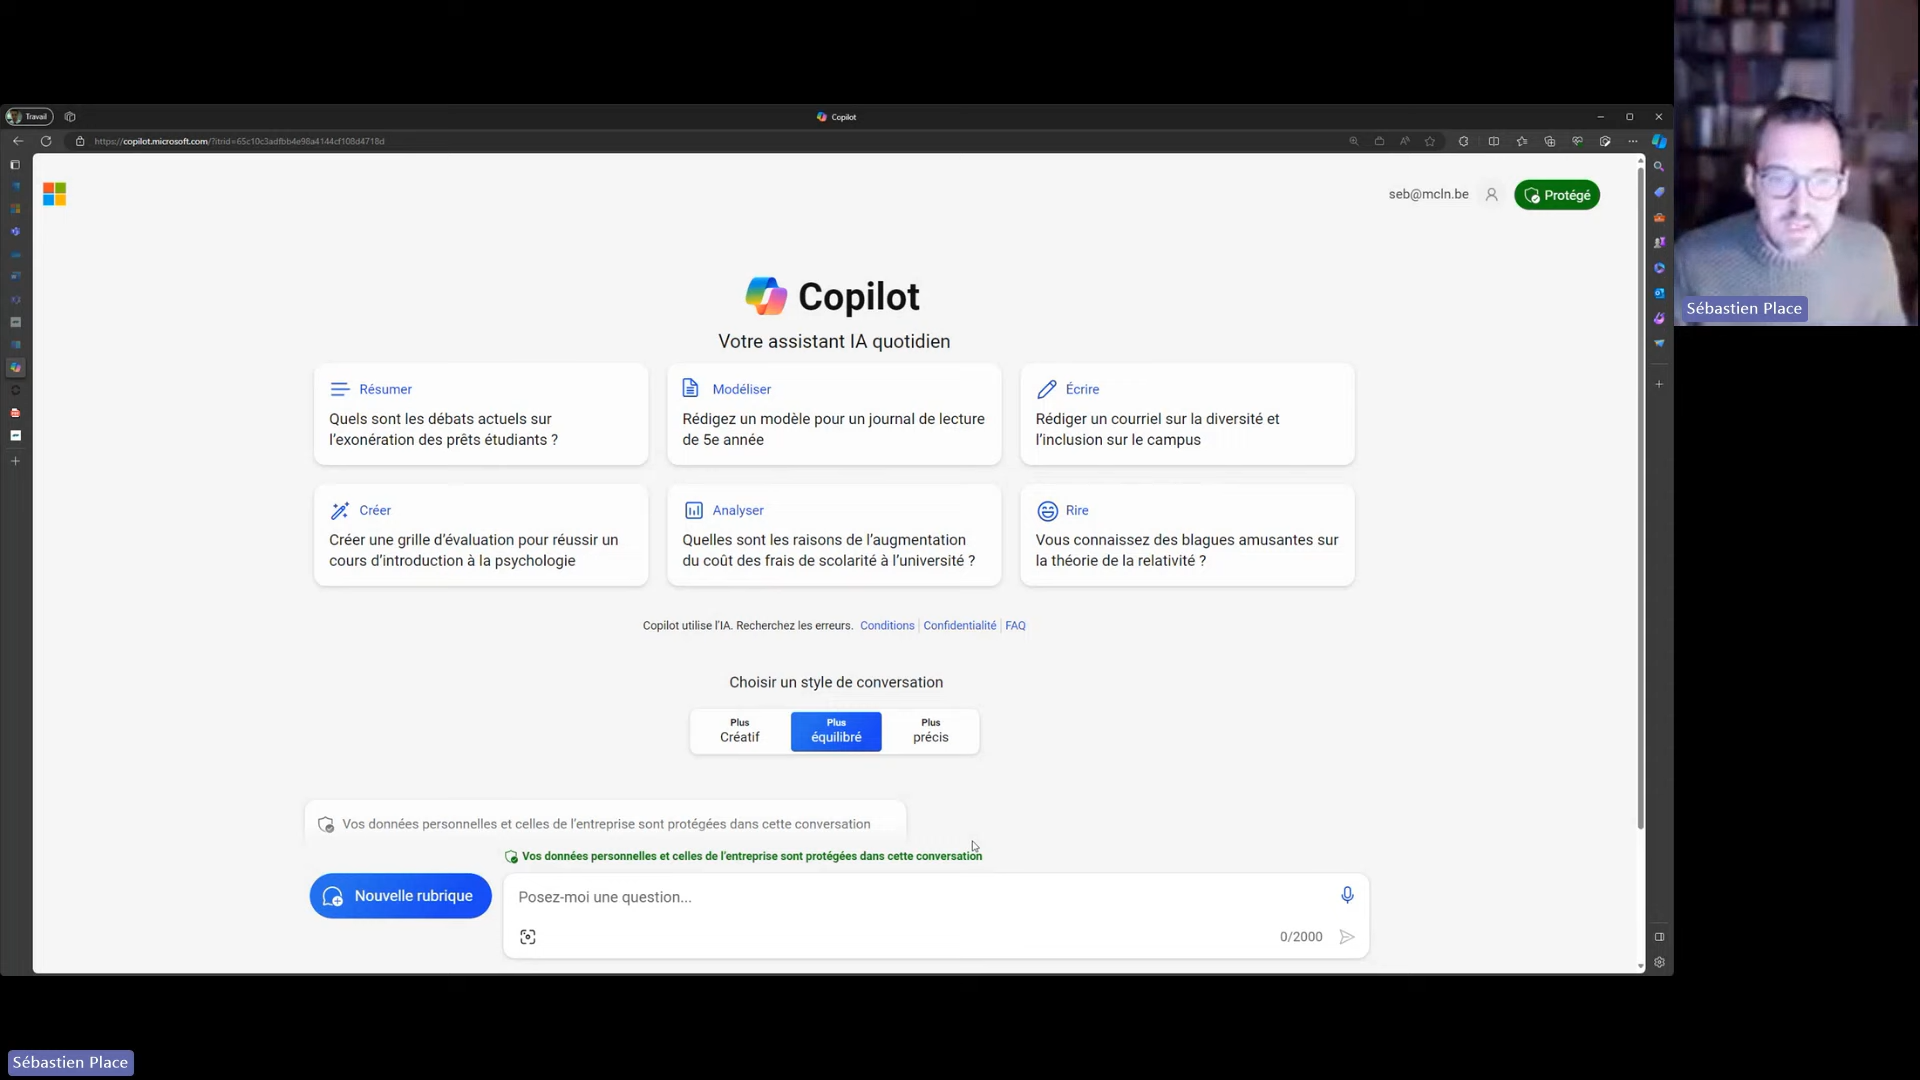 Travail
Copilot
https://copilot.microsoft.com/?itrid=65c10c3adfbb4e98a4144cf108d4718d
seb@mcln.be
Protégé
Sébastien Place
Copilot
Votre assistant IA quotidien
Résumer
Quels sont les débats actuels sur
l’exonération des prêts étudiants ?
Modéliser
Rédigez un modèle pour un journal de lecture
de 5e année
Écrire
Rédiger un courriel sur la diversité et
l’inclusion sur le campus
Créer
Créer une grille d’évaluation pour réussir un
cours d’introduction à la psychologie
Analyser
Quelles sont les raisons de l’augmentation
du coût des frais de scolarité à l’université ?
Rire
Vous connaissez des blagues amusantes sur
la théorie de la relativité ?
Copilot utilise l’IA. Recherchez les erreurs. Conditions | Confidentialité | FAQ
Choisir un style de conversation
Plus
Créatif
Plus
équilibré
Plus
précis
Vos données personnelles et celles de l’entreprise sont protégées dans cette conversation
Vos données personnelles et celles de l’entreprise sont protégées dans cette conversation
Nouvelle rubrique
Posez-moi une question...
0/2000
Sébastien Place